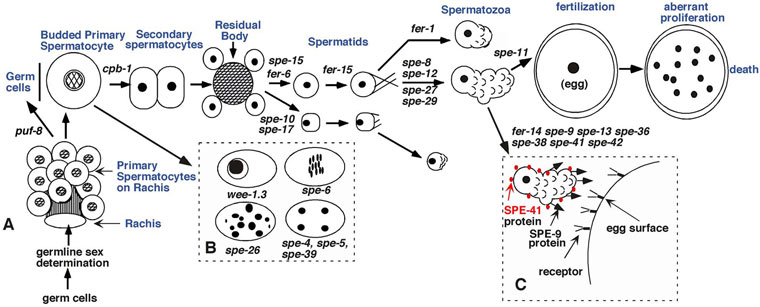 Budded Primary
Spermatocyte
Secondary
spermatocytes
Residual
Body
Spermatids
Spermatozoa
fertilization
aberrant
proliferation
Germ
cells
cpb-1
spe-15
fer-6
fer-15
fer-1
spe-8
spe-12
spe-27
spe-29
spe-11
(egg)
death
puf-8
spe-10
spe-17
fer-14 spe-9 spe-13 spe-36
spe-38 spe-41 spe-42
Primary
Spermatocytes
on Rachis
Rachis
A
germline sex
determination
germ cells
wee-1.3
spe-6
B
spe-26
spe-4, spe-5,
spe-39
SPE-41
protein
SPE-9
protein
egg surface
receptor
C